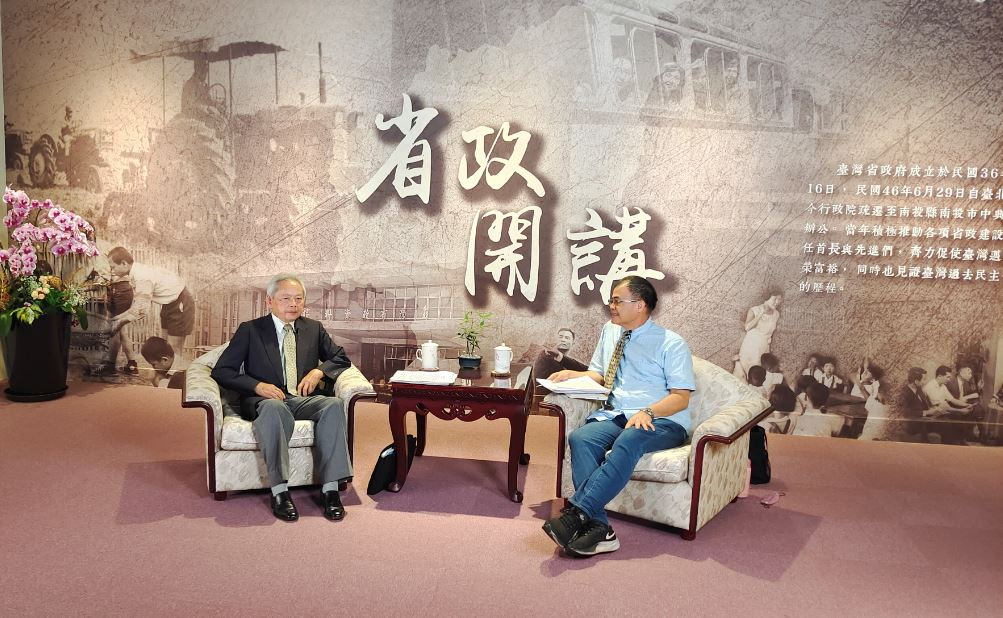 省政
開講
臺灣省政府成立於民國36
16日，民國46年6月29日自臺北
今行政院疏遷至南投縣南投市中興
辦公。當年積極推動各項省政建設
任首長與先進們，齊力促使臺灣邁
榮富裕，同時也見證臺灣過去民主
的歷程。